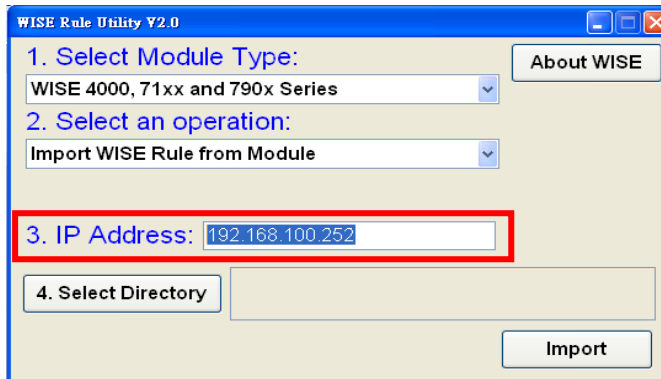 WISE Rule Utility V2.0
1. Select Module Type:
About WISE
WISE 4000, 71xx and 790x Series
2. Select an operation:
Import WISE Rule from Module
3. IP Address: 192.168.100.252
4. Select Directory
Import